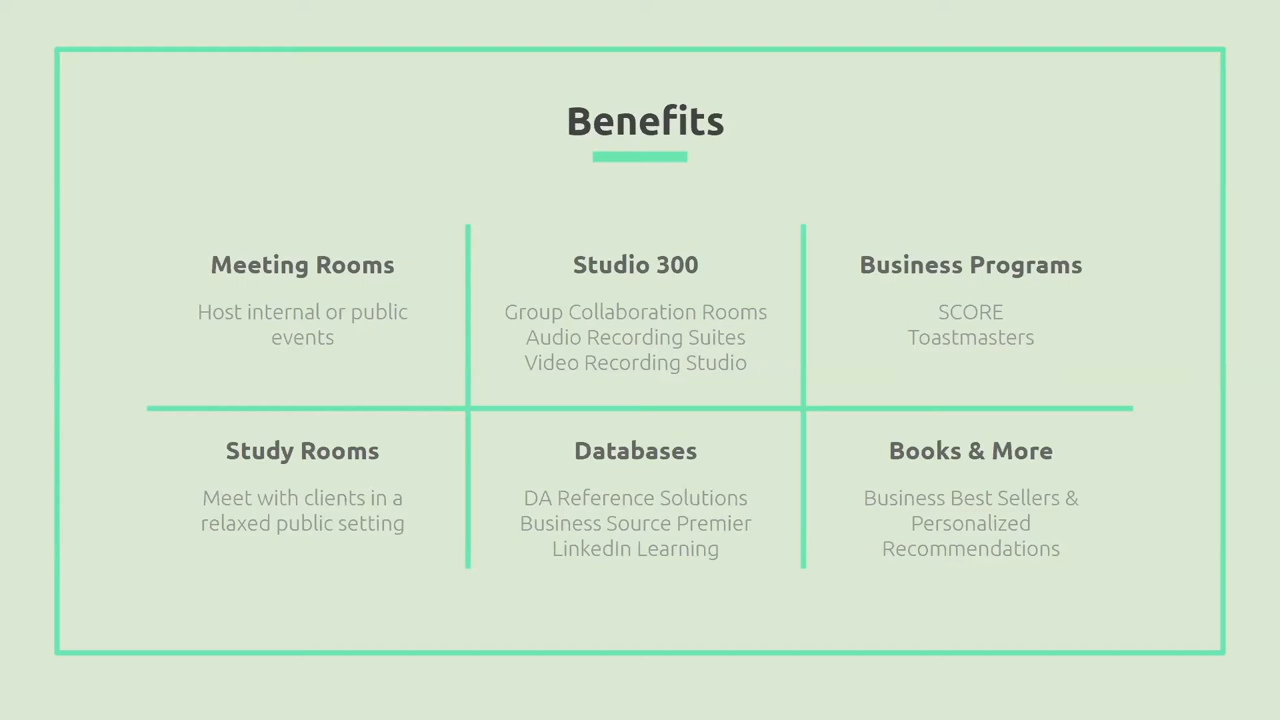 Benefits
Meeting Rooms
Host internal or public
events
Studio 300
Group Collaboration Rooms
Audio Recording Suites
Video Recording Studio
Business Programs
SCORE
Toastmasters
Study Rooms
Meet with clients in a
relaxed public setting
Databases
DA Reference Solutions
Business Source Premier
LinkedIn Learning
Books & More
Business Best Sellers &
Personalized
Recommendations